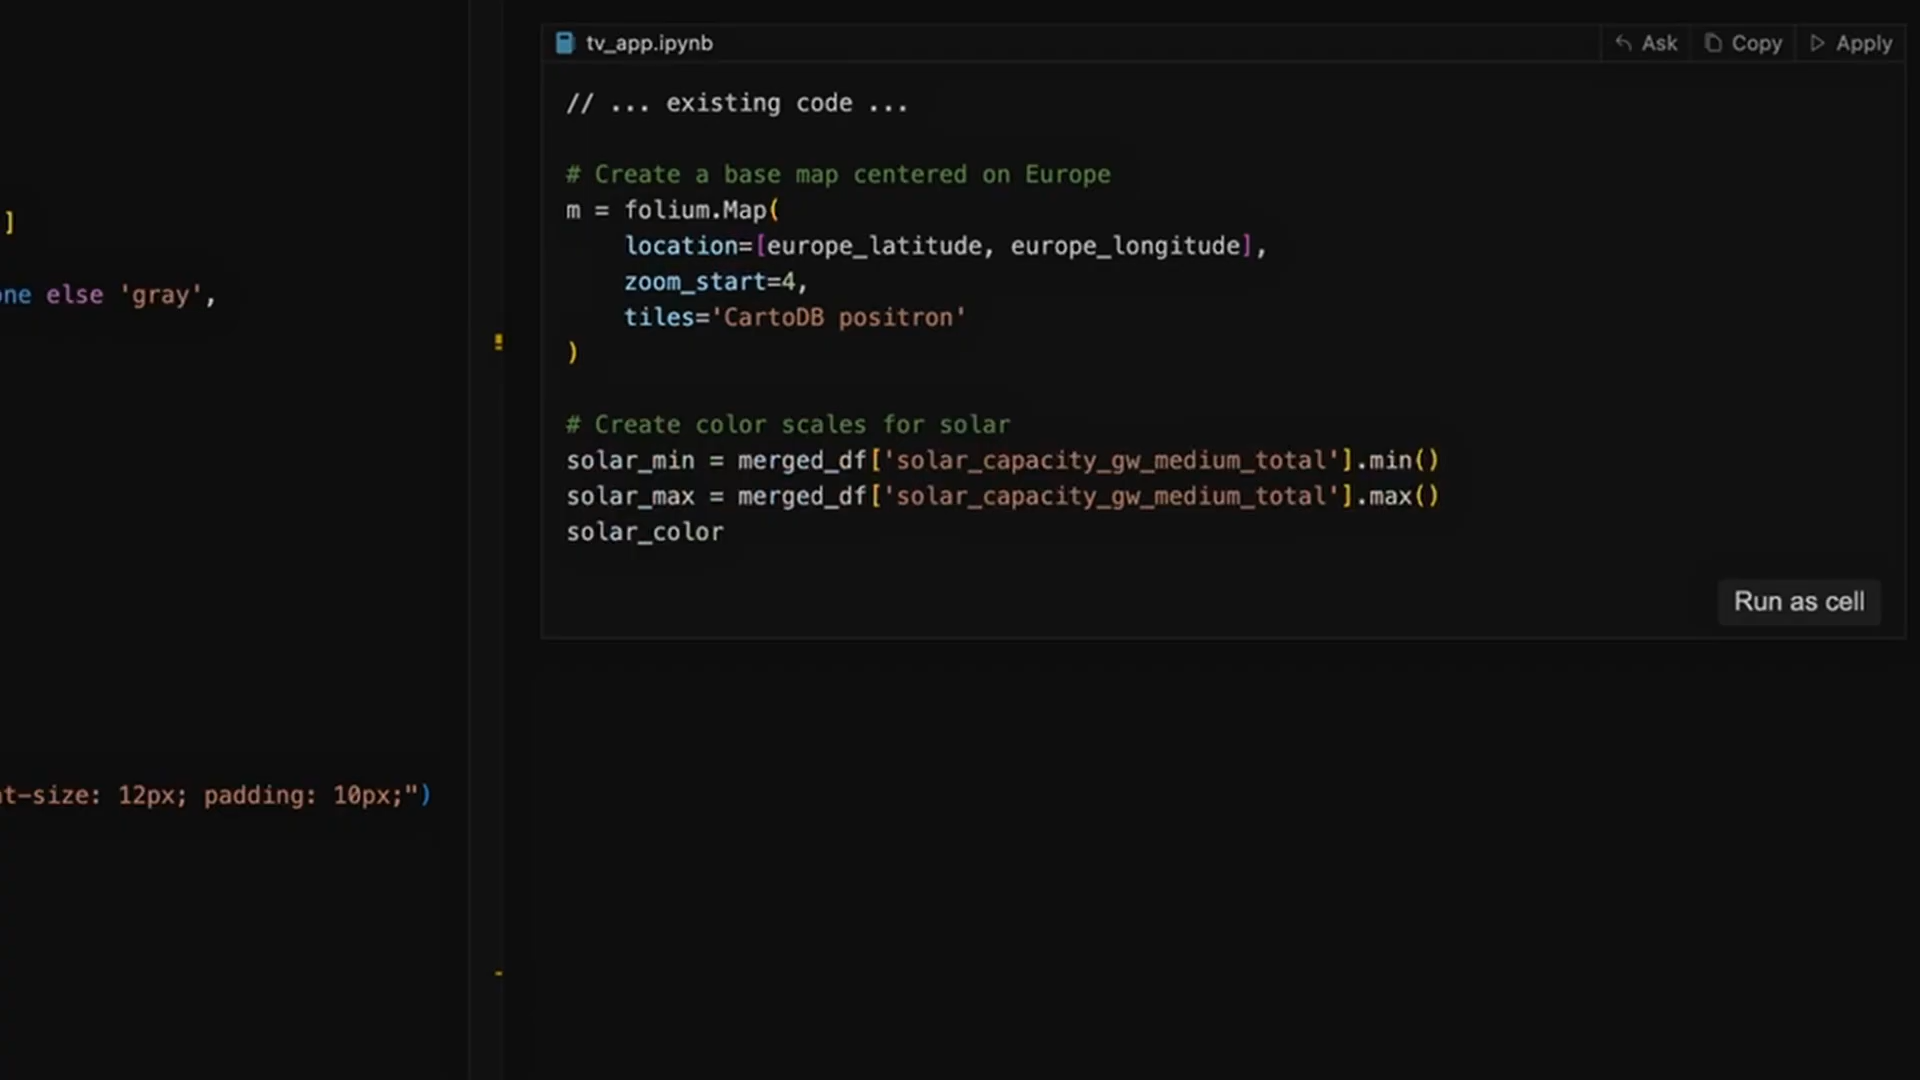 ]
one else 'gray',
t-size: 12px; padding: 10px;")
tv_app.ipynb
Ask
Copy
Apply
// ... existing code ...
# Create a base map centered on Europe
m = folium.Map(
    location=[europe_latitude, europe_longitude],
    zoom_start=4,
    tiles='CartoDB positron'
)
# Create color scales for solar
solar_min = merged_df['solar_capacity_gw_medium_total'].min()
solar_max = merged_df['solar_capacity_gw_medium_total'].max()
solar_color
Run as cell